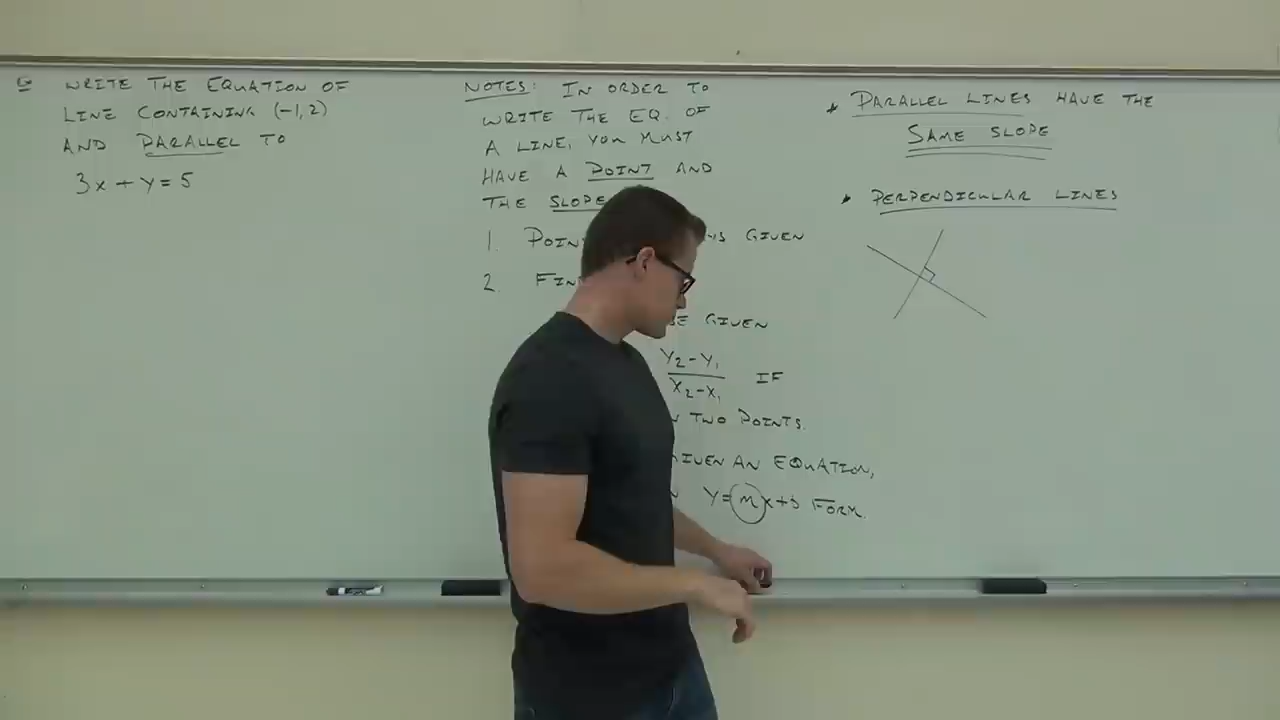 EX WRITE THE EQUATION OF
LINE CONTAINING (-1,2)
AND PARALLEL TO
3x + y = 5
NOTES: IN ORDER TO
WRITE THE EQ. OF
A LINE, YOU MUST
HAVE A POINT AND
THE SLOPE
1. GIVEN
2.
GIVEN
y₂-y₁
x₂-x₁ IF
TWO POINTS.
GIVEN AN EQUATION,
y=mx+b FORM.
* PARALLEL LINES HAVE THE
SAME SLOPE
* PERPENDICULAR LINES